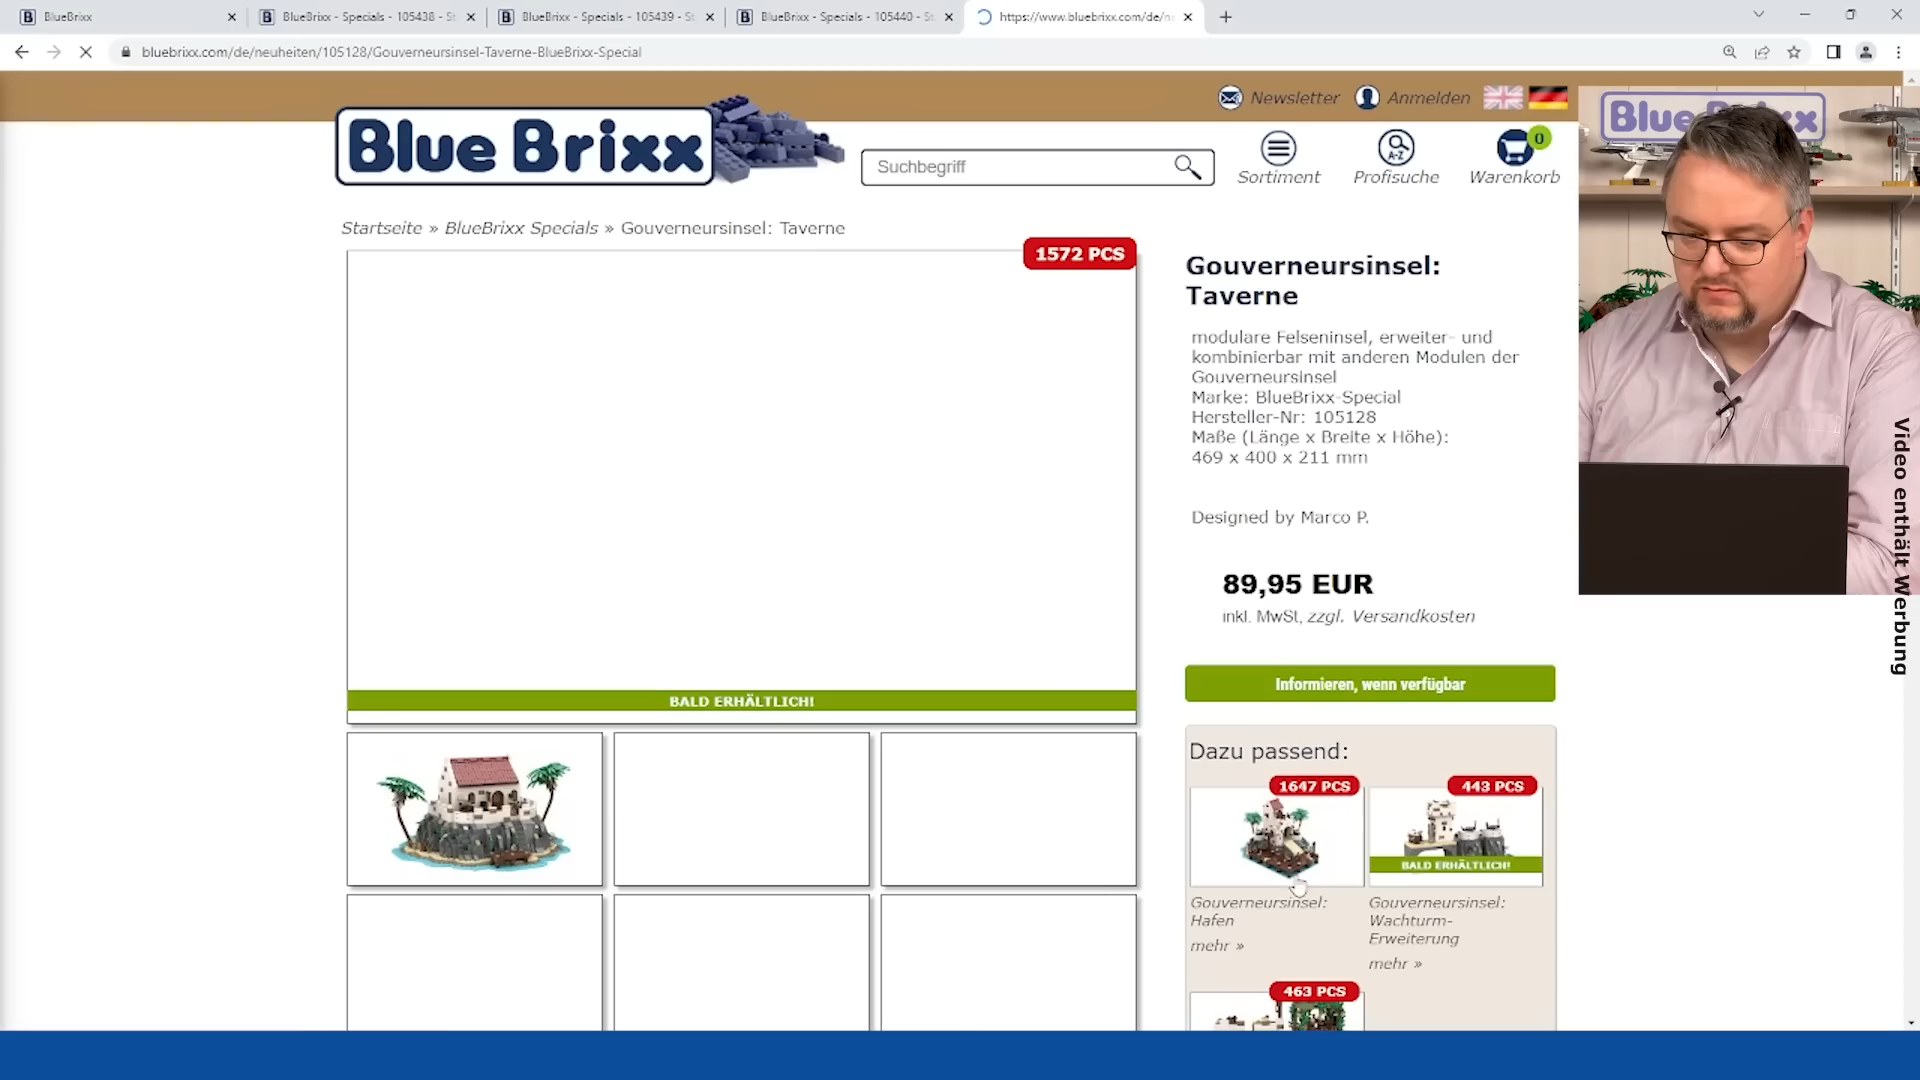 BlueBrixx
BlueBrixx - Specials - 105438 - St
BlueBrixx - Specials - 105439 - St
BlueBrixx - Specials - 105440 - St
https://www.bluebrixx.com/de/n
bluebrixx.com/de/neuheiten/105128/Gouverneursinsel-Taverne-BlueBrixx-Special
Newsletter
Anmelden
Blue Brixx
Suchbegriff
Sortiment
A-Z
Profisuche
0
Warenkorb
Startseite » BlueBrixx Specials » Gouverneursinsel: Taverne
1572 PCS
BALD ERHÄLTLICH!
Gouverneursinsel:
Taverne
modulare Felseninsel, erweiter- und
kombinierbar mit anderen Modulen der
Gouverneursinsel
Marke: BlueBrixx-Special
Hersteller-Nr: 105128
Maße (Länge x Breite x Höhe):
469 x 400 x 211 mm
Designed by Marco P.
89,95 EUR
inkl. MwSt, zzgl. Versandkosten
Informieren, wenn verfügbar
Dazu passend:
1647 PCS
Gouverneursinsel:
Hafen
mehr »
443 PCS
BALD ERHÄLTLICH!
Gouverneursinsel:
Wachturm-
Erweiterung
mehr »
463 PCS
Video enthält Werbung